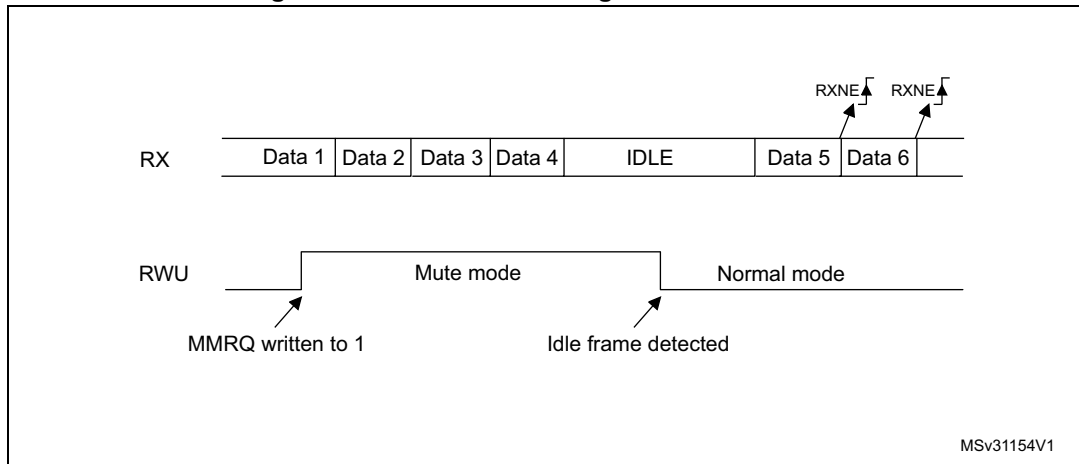 RXNE RXNE
RX Data 1 Data 2 Data 3 Data 4 IDLE Data 5 Data 6
RWU Mute mode Normal mode
MMRQ written to 1 Idle frame detected
MSv31154V1